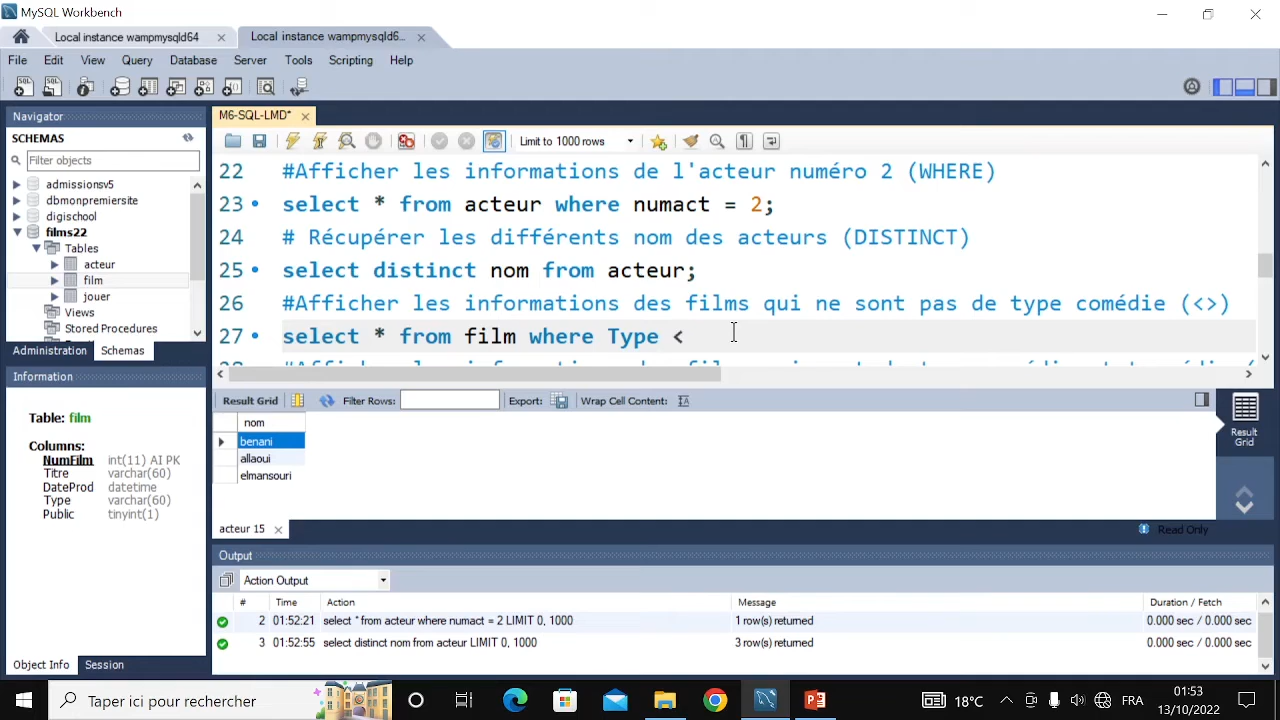 MySQL Workbench
Local instance wampmysqld64
Local instance wampmysqld6...
File Edit View Query Database Server Tools Scripting Help
Navigator
M6-SQL-LMD*
SCHEMAS
Filter objects
admissionsv5
dbmonpremiersite
digischool
films22
Tables
acteur
film
jouer
Views
Stored Procedures
Administration Schemas
Limit to 1000 rows
22 #Afficher les informations de l'acteur numéro 2 (WHERE)
23 select * from acteur where numact = 2;
24 # Récupérer les différents nom des acteurs (DISTINCT)
25 select distinct nom from acteur;
26 #Afficher les informations des films qui ne sont pas de type comédie (<>)
27 select * from film where Type <
Information
Table: film
Columns:
NumFilm int(11) AI PK
Titre varchar(60)
DateProd datetime
Type varchar(60)
Public tinyint(1)
Result Grid Filter Rows: Export: Wrap Cell Content:
nom
benani
allaoui
elmansouri
Result
Grid
acteur 15
Read Only
Output
Action Output
# Time Action Message Duration / Fetch
2 01:52:21 select * from acteur where numact = 2 LIMIT 0, 1000 1 row(s) returned 0.000 sec / 0.000 sec
3 01:52:55 select distinct nom from acteur LIMIT 0, 1000 3 row(s) returned 0.000 sec / 0.000 sec
Object Info Session
Taper ici pour rechercher
18°C
FRA
01:53
13/10/2022